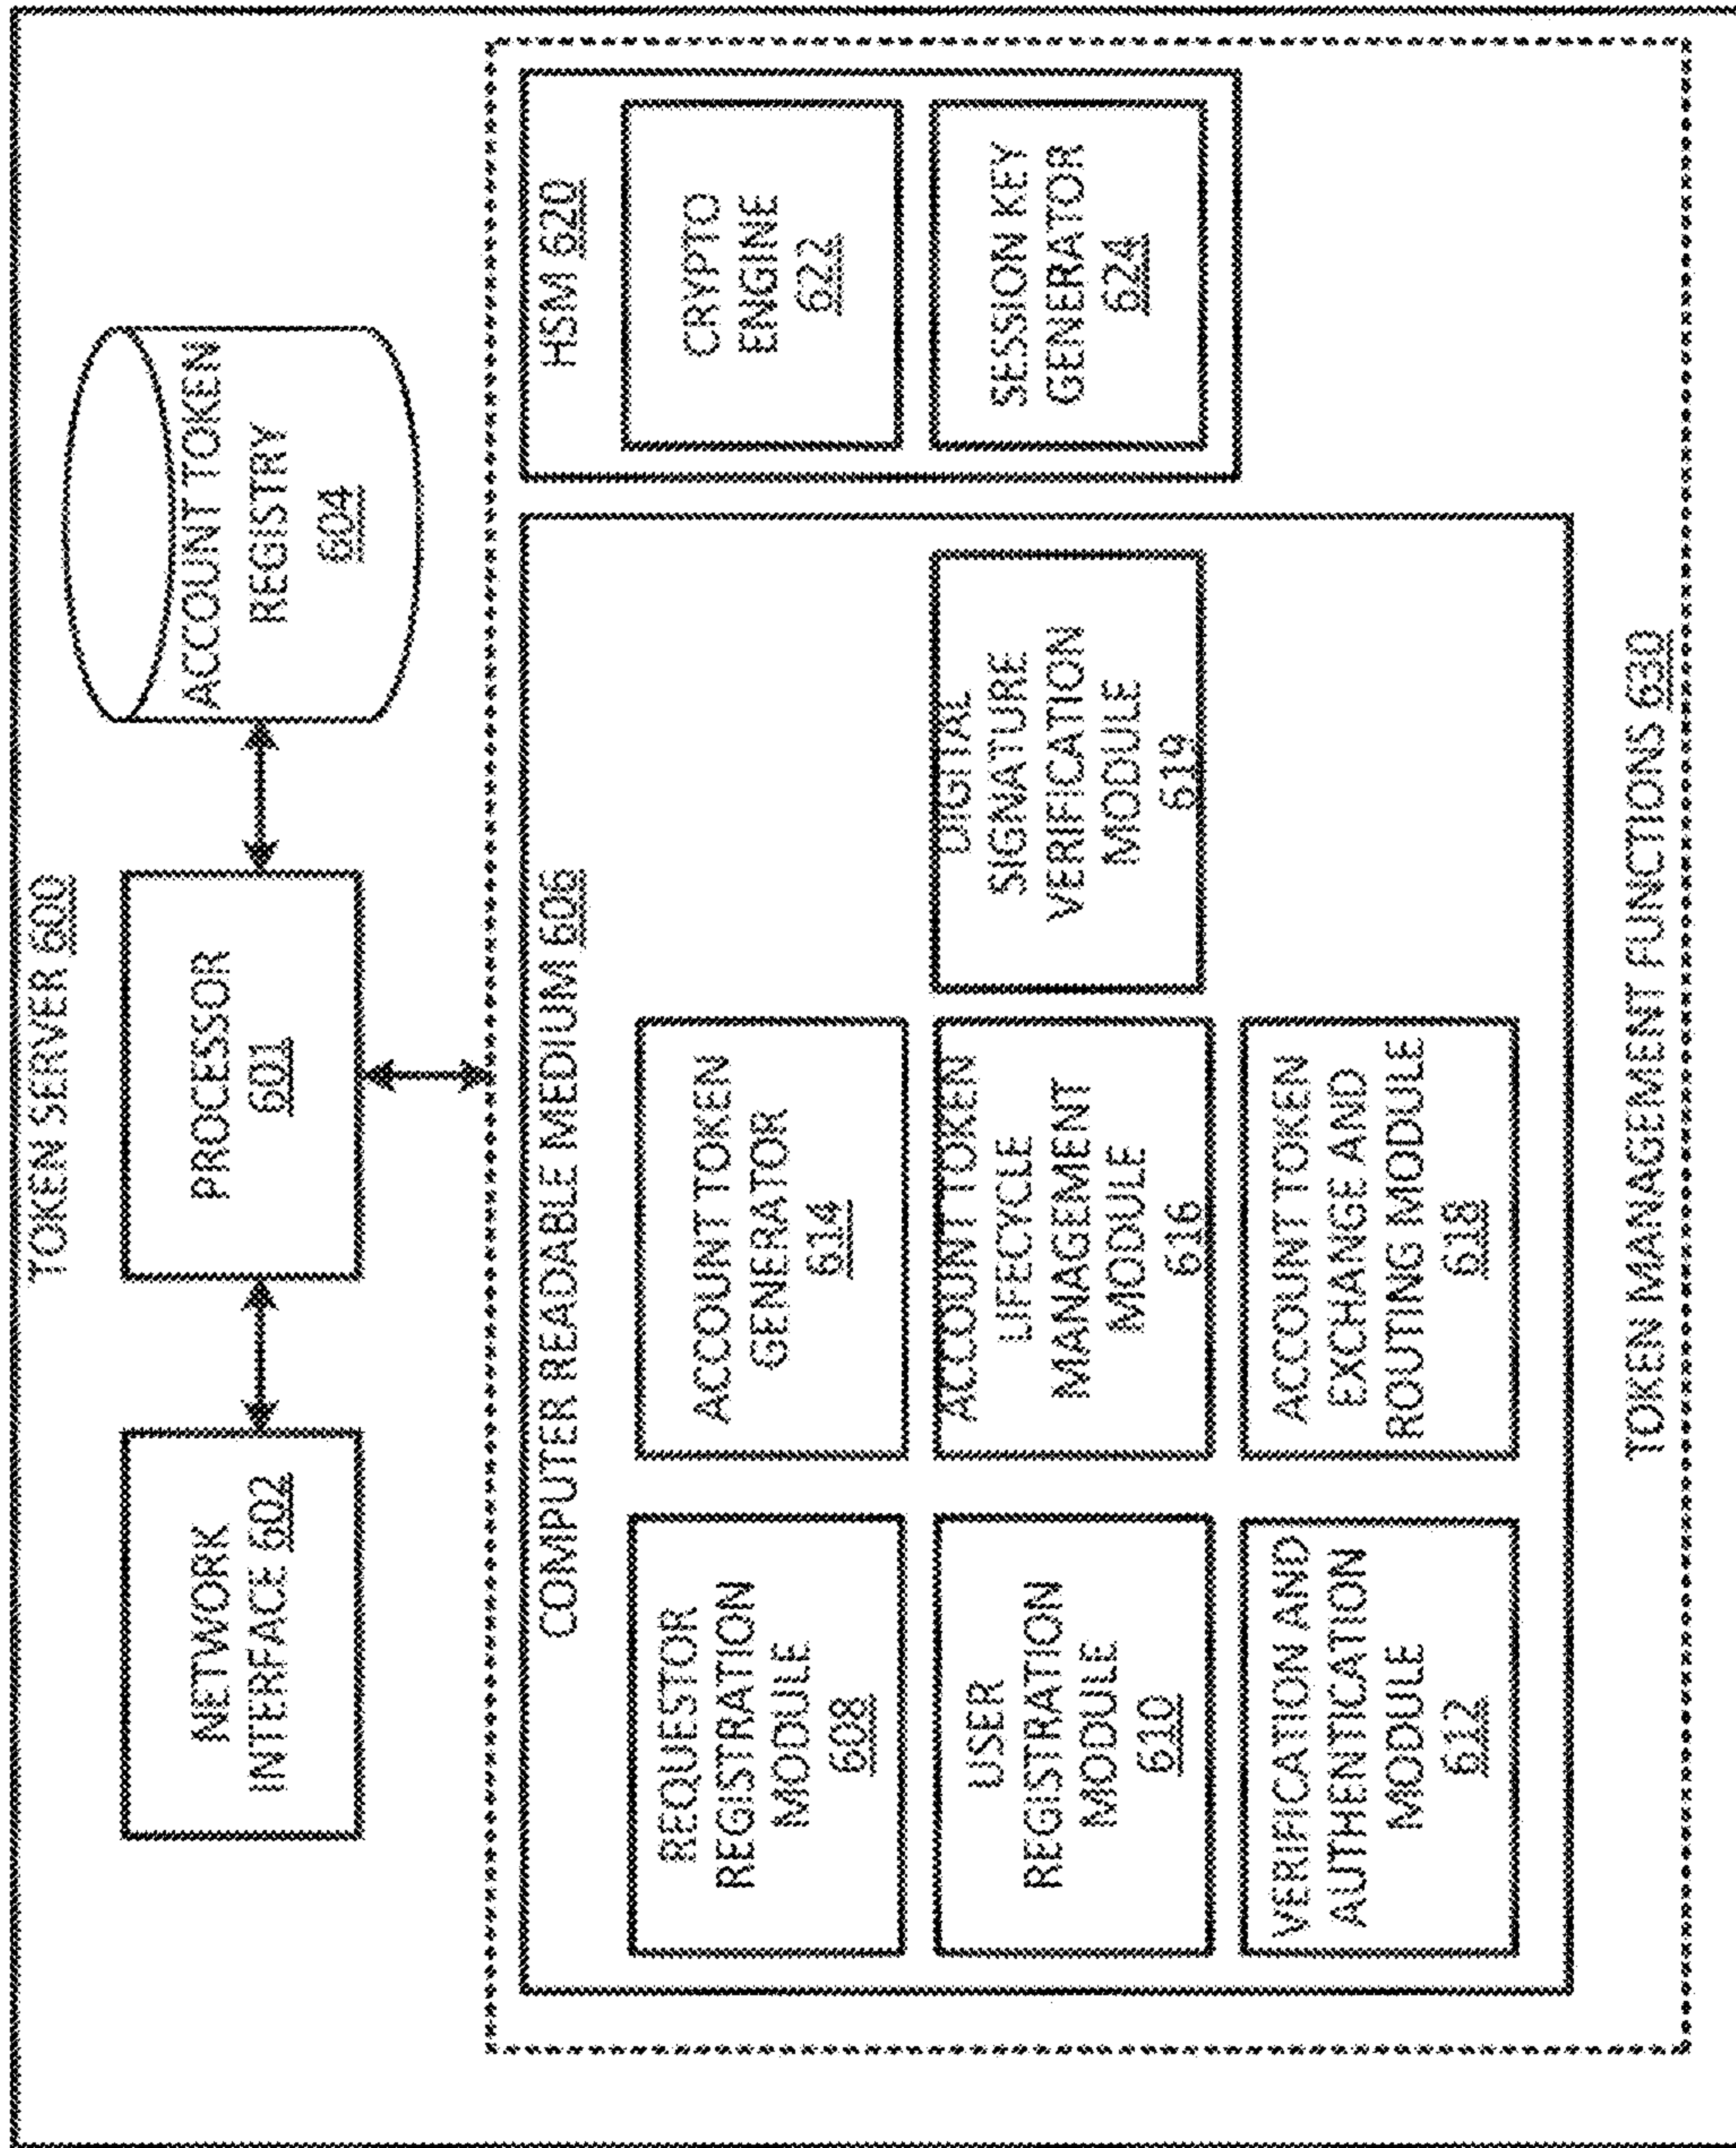 TOKEN SERVER 600
NETWORK
INTERFACE 602
PROCESSOR
601
ACCOUNT TOKEN
REGISTRY
604
COMPUTER READABLE MEDIUM 606
REQUESTOR
REGISTRATION
MODULE
608
USER
REGISTRATION
MODULE
610
VERIFICATION AND
AUTHENTICATION
MODULE
612
ACCOUNT TOKEN
GENERATOR
614
ACCOUNT TOKEN
LIFECYCLE
MANAGEMENT
MODULE
616
ACCOUNT TOKEN
EXCHANGE AND
ROUTING MODULE
618
DIGITAL
SIGNATURE
VERIFICATION
MODULE
619
HSM 620
CRYPTO
ENGINE
622
SESSION KEY
GENERATOR
624
TOKEN MANAGEMENT FUNCTIONS 630